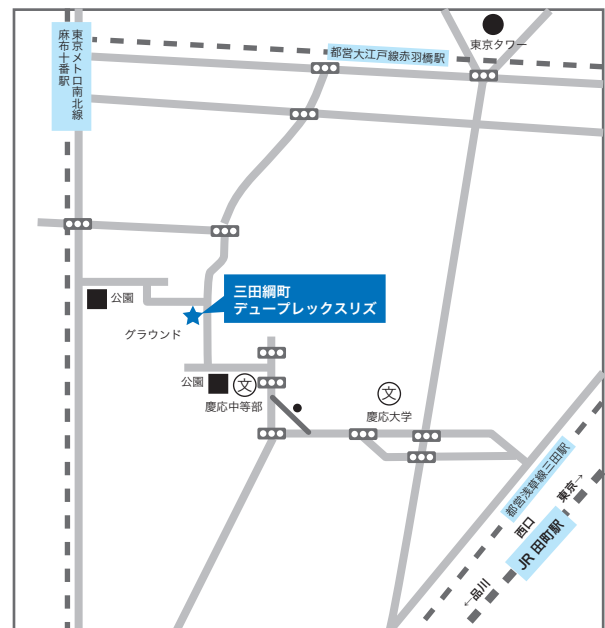 東京メトロ南北線
麻布十番駅
都営大江戸線赤羽橋駅
東京タワー
公園
三田綱町
デュープレックスリズ
グラウンド
公園
文
慶応中等部
文
慶応大学
都営浅草線三田駅
東京→
西口
JR 田町駅
←品川